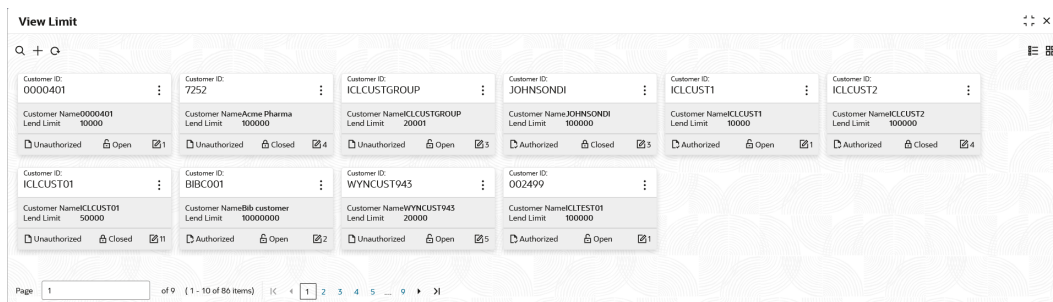 View Limit
Customer ID:
0000401
Customer Name0000401
Lend Limit 10000
Unauthorized Open 1
Customer ID:
7252
Customer NameAcme Pharma
Lend Limit 100000
Unauthorized Closed 4
Customer ID:
ICLCUSTGROUP
Customer NameICLCUSTGROUP
Lend Limit 20001
Unauthorized Open 3
Customer ID:
JOHNSONDI
Customer NameJOHNSONDI
Lend Limit 100000
Authorized Closed 3
Customer ID:
ICLCUST1
Customer NameICLCUST1
Lend Limit 10000
Authorized Open 1
Customer ID:
ICLCUST2
Customer NameICLCUST2
Lend Limit 100000
Authorized Closed 4
Customer ID:
ICLCUST01
Customer NameICLCUST01
Lend Limit 50000
Unauthorized Closed 11
Customer ID:
BIBC001
Customer NameBib customer
Lend Limit 10000000
Authorized Open 2
Customer ID:
WYNCUST943
Customer NameWYNCUST943
Lend Limit 20000
Unauthorized Open 5
Customer ID:
002499
Customer NameICLTEST01
Lend Limit 100000
Authorized Open 1
Page 1 of 9 ( 1 - 10 of 86 items) 1 2 3 4 5 ... 9